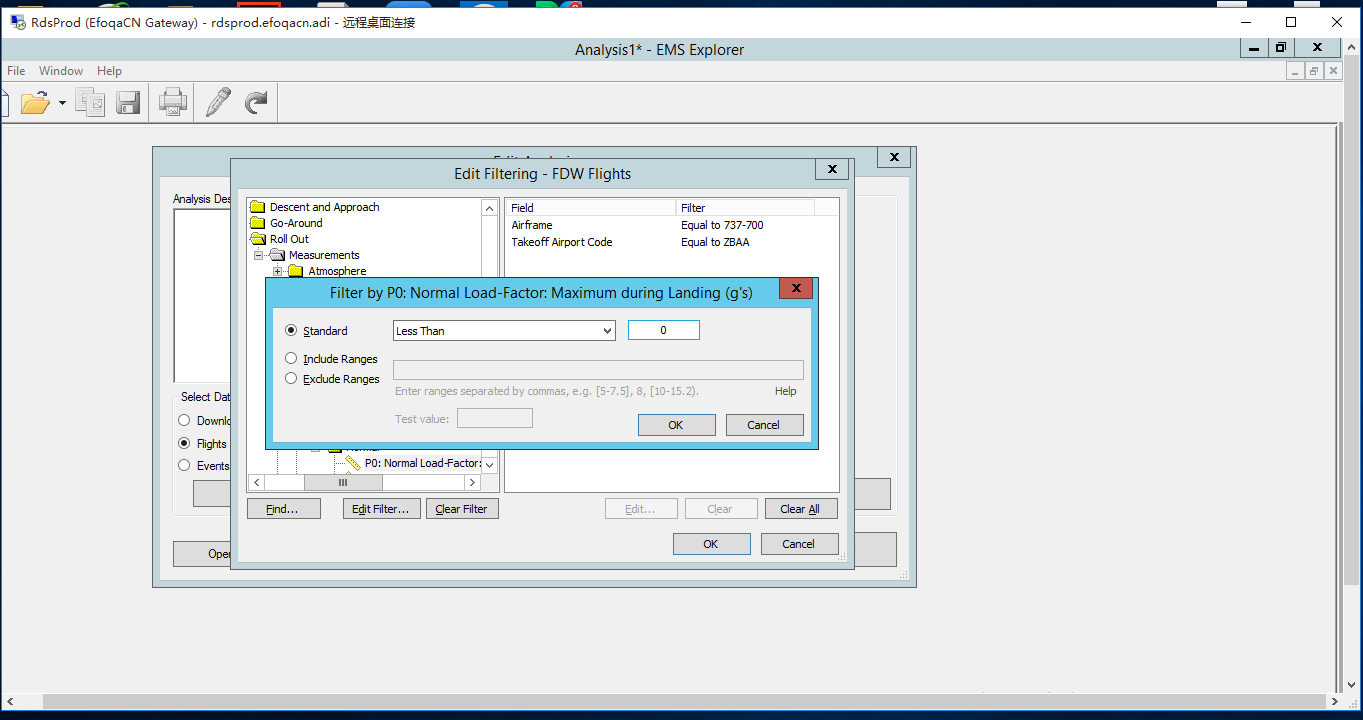 RdsProd (EfoqaCN Gateway) - rdsprod.efoqacn.adi - 远程桌面连接
Analysis1* - EMS Explorer
File Window Help
Edit Filtering - FDW Flights
Analysis Des
Descent and Approach
Go-Around
Roll Out
Measurements
Atmosphere
Field Filter
Airframe Equal to 737-700
Takeoff Airport Code Equal to ZBAA
Filter by P0: Normal Load-Factor: Maximum during Landing (g's)
Standard Less Than 0
Include Ranges
Exclude Ranges
Enter ranges separated by commas, e.g. [5-7.5], 8, [10-15.2). Help
Test value: OK Cancel
Select Dat
Downlo
Flights
Events
P0: Normal Load-Factor:
Find... Edit Filter... Clear Filter Edit... Clear Clear All
OK Cancel
Oper